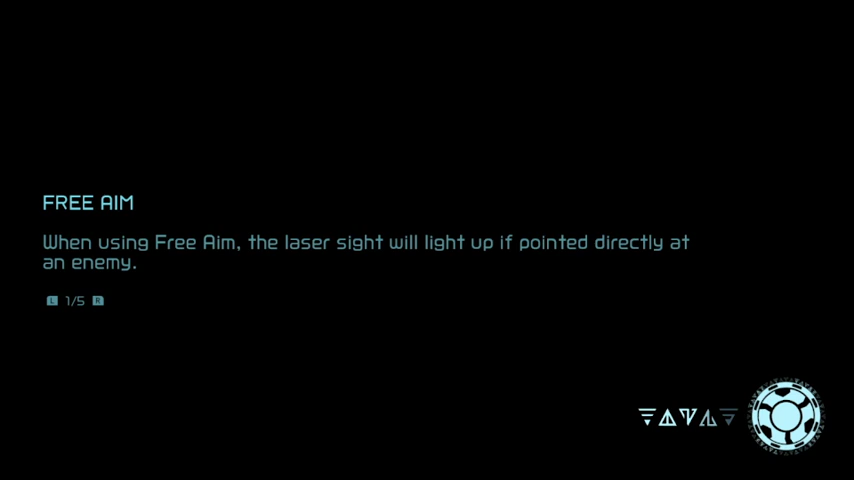 FREE AIM
When using Free Aim, the laser sight will light up if pointed directly at
an enemy.
L 1/5 R